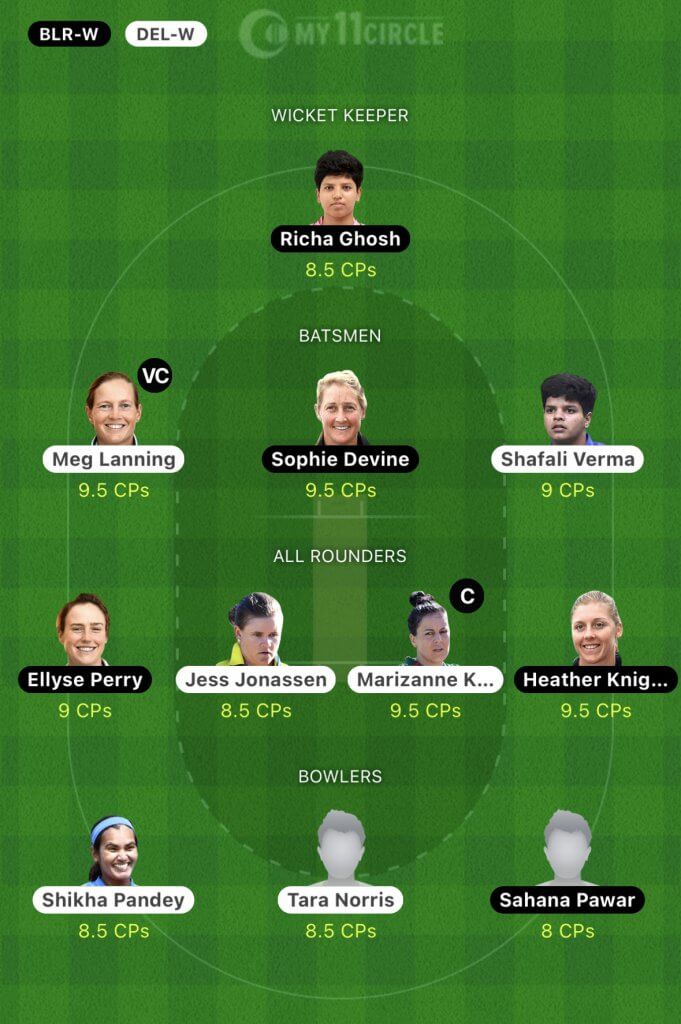 BLR-W DEL-W MY11CIRCLE
WICKET KEEPER
Richa Ghosh
8.5 CPs
BATSMEN
VC
Meg Lanning Sophie Devine Shafali Verma
9.5 CPs 9.5 CPs 9 CPs
ALL ROUNDERS
C
Ellyse Perry Jess Jonassen Marizanne K... Heather Knig...
9 CPs 8.5 CPs 9.5 CPs 9.5 CPs
BOWLERS
Shikha Pandey Tara Norris Sahana Pawar
8.5 CPs 8.5 CPs 8 CPs